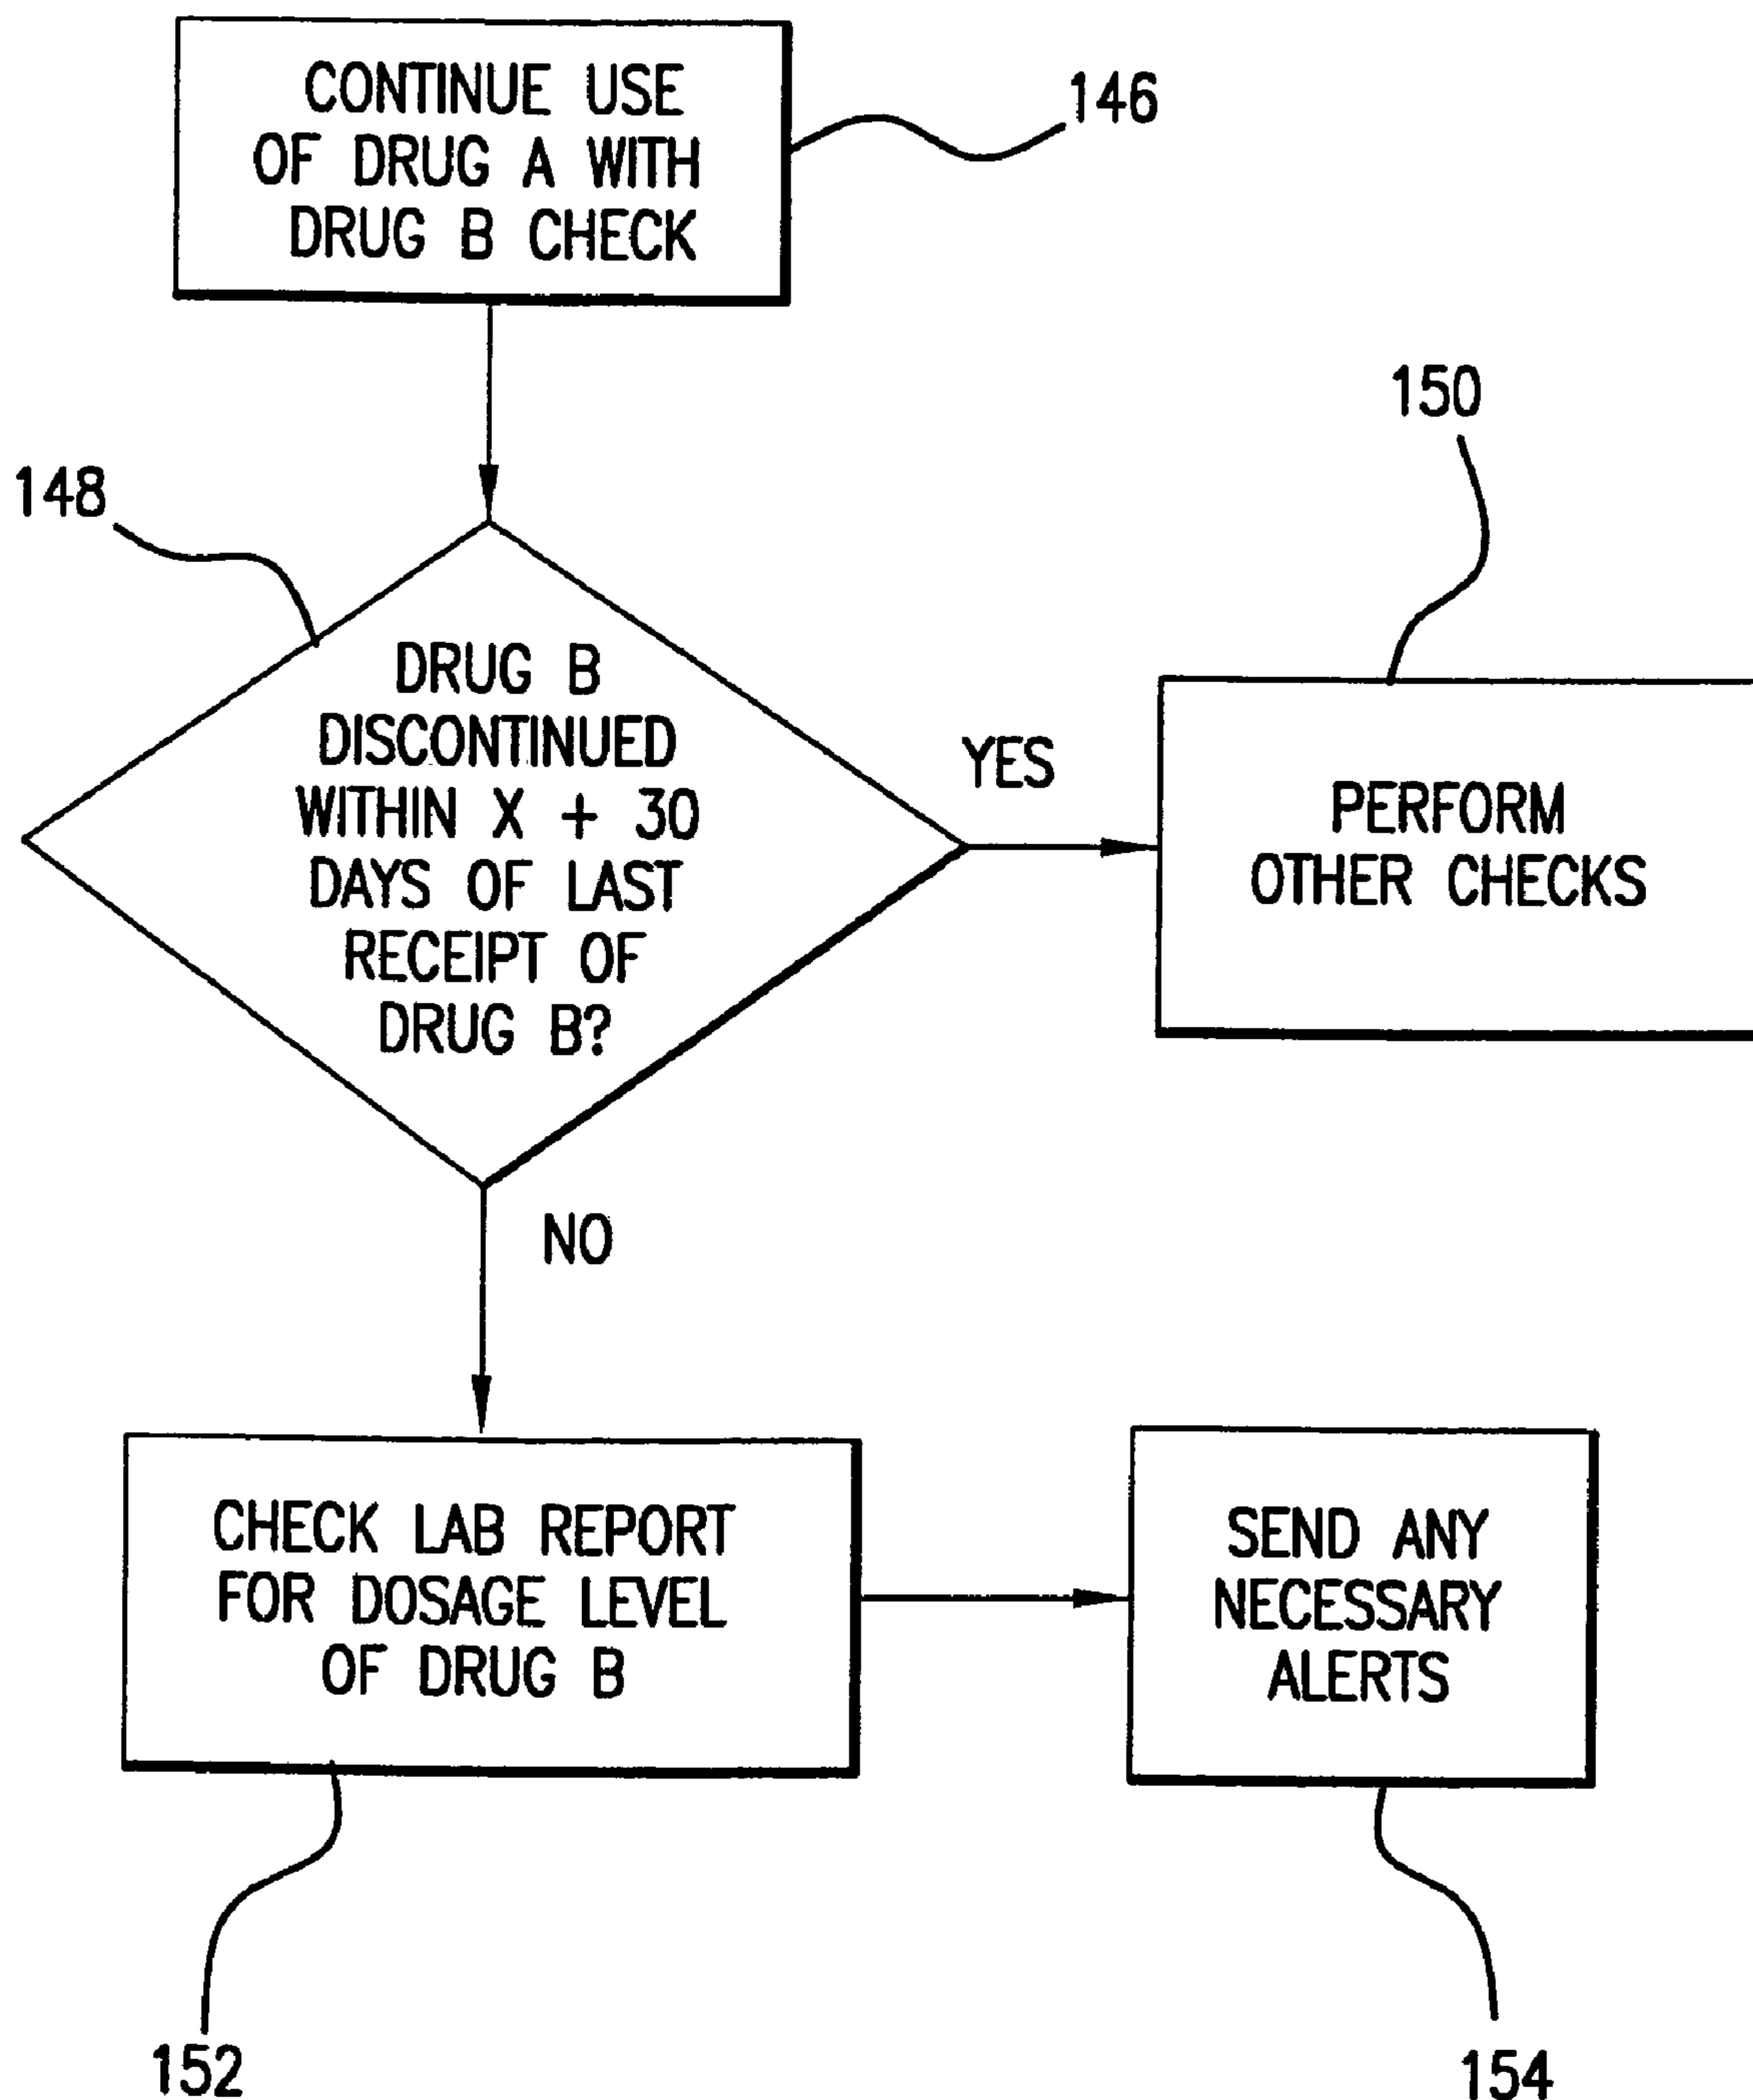 CONTINUE USE
OF DRUG A WITH
DRUG B CHECK
146
148
DRUG B
DISCONTINUED
WITHIN X + 30
DAYS OF LAST
RECEIPT OF
DRUG B?
YES
150
PERFORM
OTHER CHECKS
NO
CHECK LAB REPORT
FOR DOSAGE LEVEL
OF DRUG B
152
SEND ANY
NECESSARY
ALERTS
154